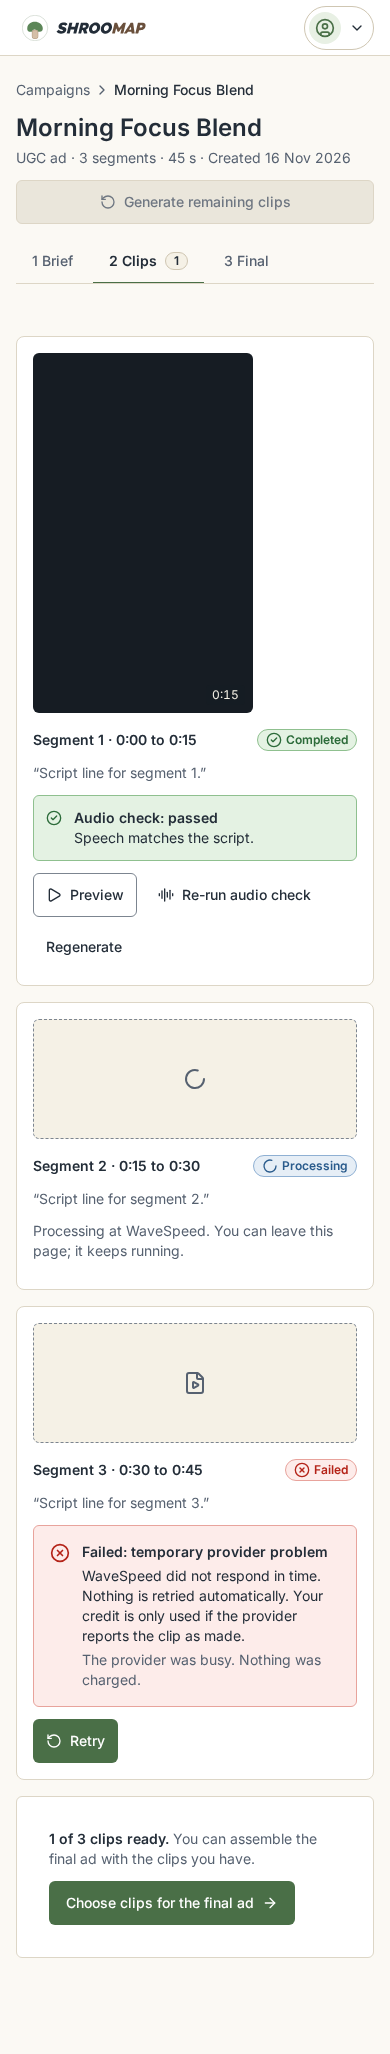 SHROOMAP
Campaigns > Morning Focus Blend
Morning Focus Blend
UGC ad · 3 segments · 45 s · Created 16 Nov 2026
Generate remaining clips
1 Brief
2 Clips 1
3 Final
0:15
Segment 1 · 0:00 to 0:15
Completed
“Script line for segment 1.”
Audio check: passed
Speech matches the script.
Preview
Re-run audio check
Regenerate
Segment 2 · 0:15 to 0:30
Processing
“Script line for segment 2.”
Processing at WaveSpeed. You can leave this
page; it keeps running.
Segment 3 · 0:30 to 0:45
Failed
“Script line for segment 3.”
Failed: temporary provider problem
WaveSpeed did not respond in time.
Nothing is retried automatically. Your
credit is only used if the provider
reports the clip as made.
The provider was busy. Nothing was
charged.
Retry
1 of 3 clips ready. You can assemble the
final ad with the clips you have.
Choose clips for the final ad →